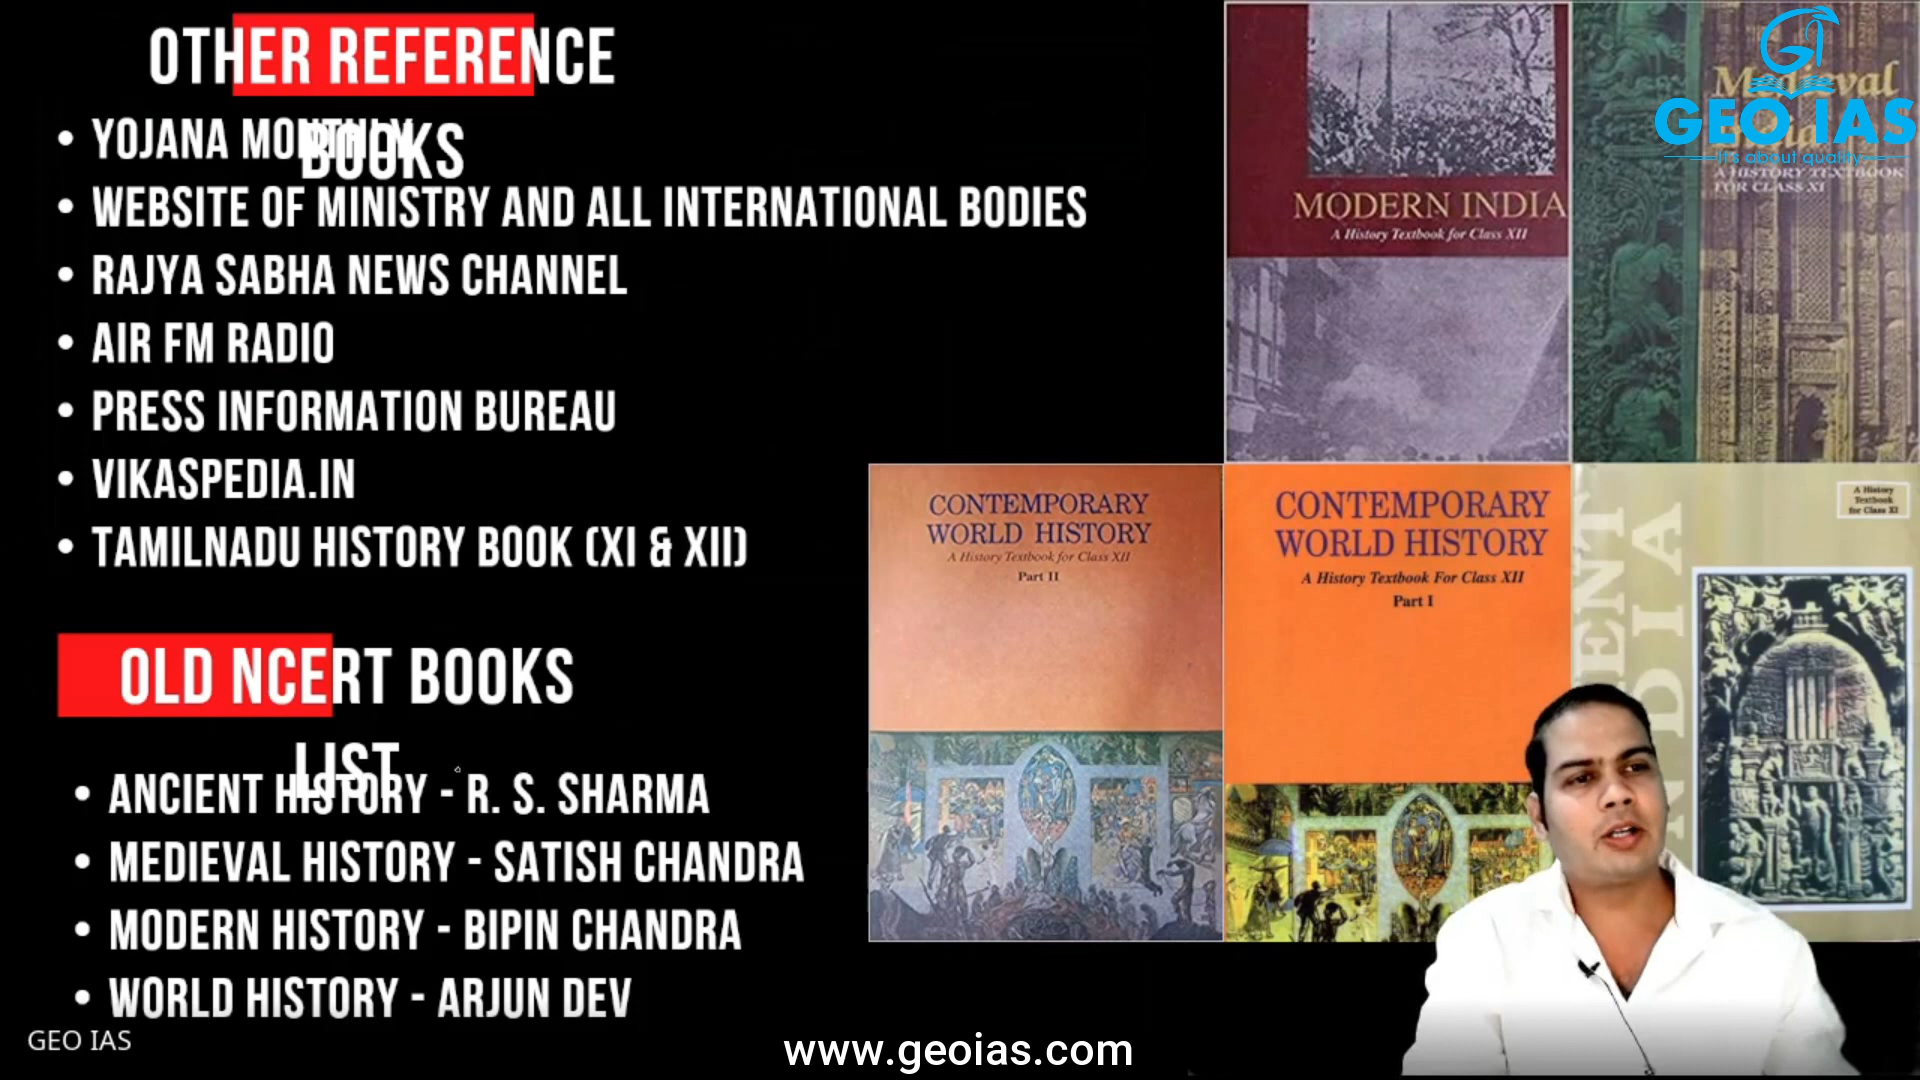 OTHER REFERENCE
BOOKS
• YOJANA MONTHLY
• WEBSITE OF MINISTRY AND ALL INTERNATIONAL BODIES
• RAJYA SABHA NEWS CHANNEL
• AIR FM RADIO
• PRESS INFORMATION BUREAU
• VIKASPEDIA.IN
• TAMILNADU HISTORY BOOK (XI & XII)
OLD NCERT BOOKS
LIST
• ANCIENT HISTORY - R. S. SHARMA
• MEDIEVAL HISTORY - SATISH CHANDRA
• MODERN HISTORY - BIPIN CHANDRA
• WORLD HISTORY - ARJUN DEV
GEO IAS
www.geoias.com
MODERN INDIA
A History Textbook for Class XII
Medieval
A HISTORY TEXTBOOK
FOR CLASS XI
GEO IAS
It's about quality
CONTEMPORARY
WORLD HISTORY
A History Textbook for Class XII
Part II
CONTEMPORARY
WORLD HISTORY
A History Textbook For Class XII
Part I
A History
Textbook
for Class XI